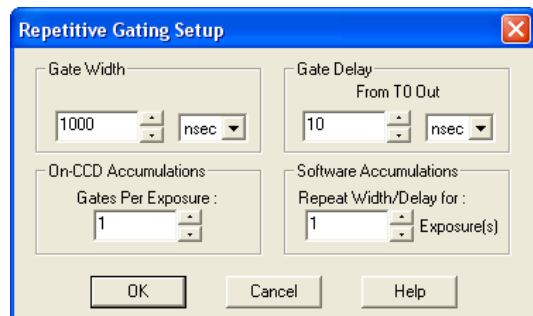 Repetitive Gating Setup
Gate Width
1000
nsec
Gate Delay
From T0 Out
10
nsec
On-CCD Accumulations
Gates Per Exposure :
1
Software Accumulations
Repeat Width/Delay for :
1
Exposure(s)
OK
Cancel
Help